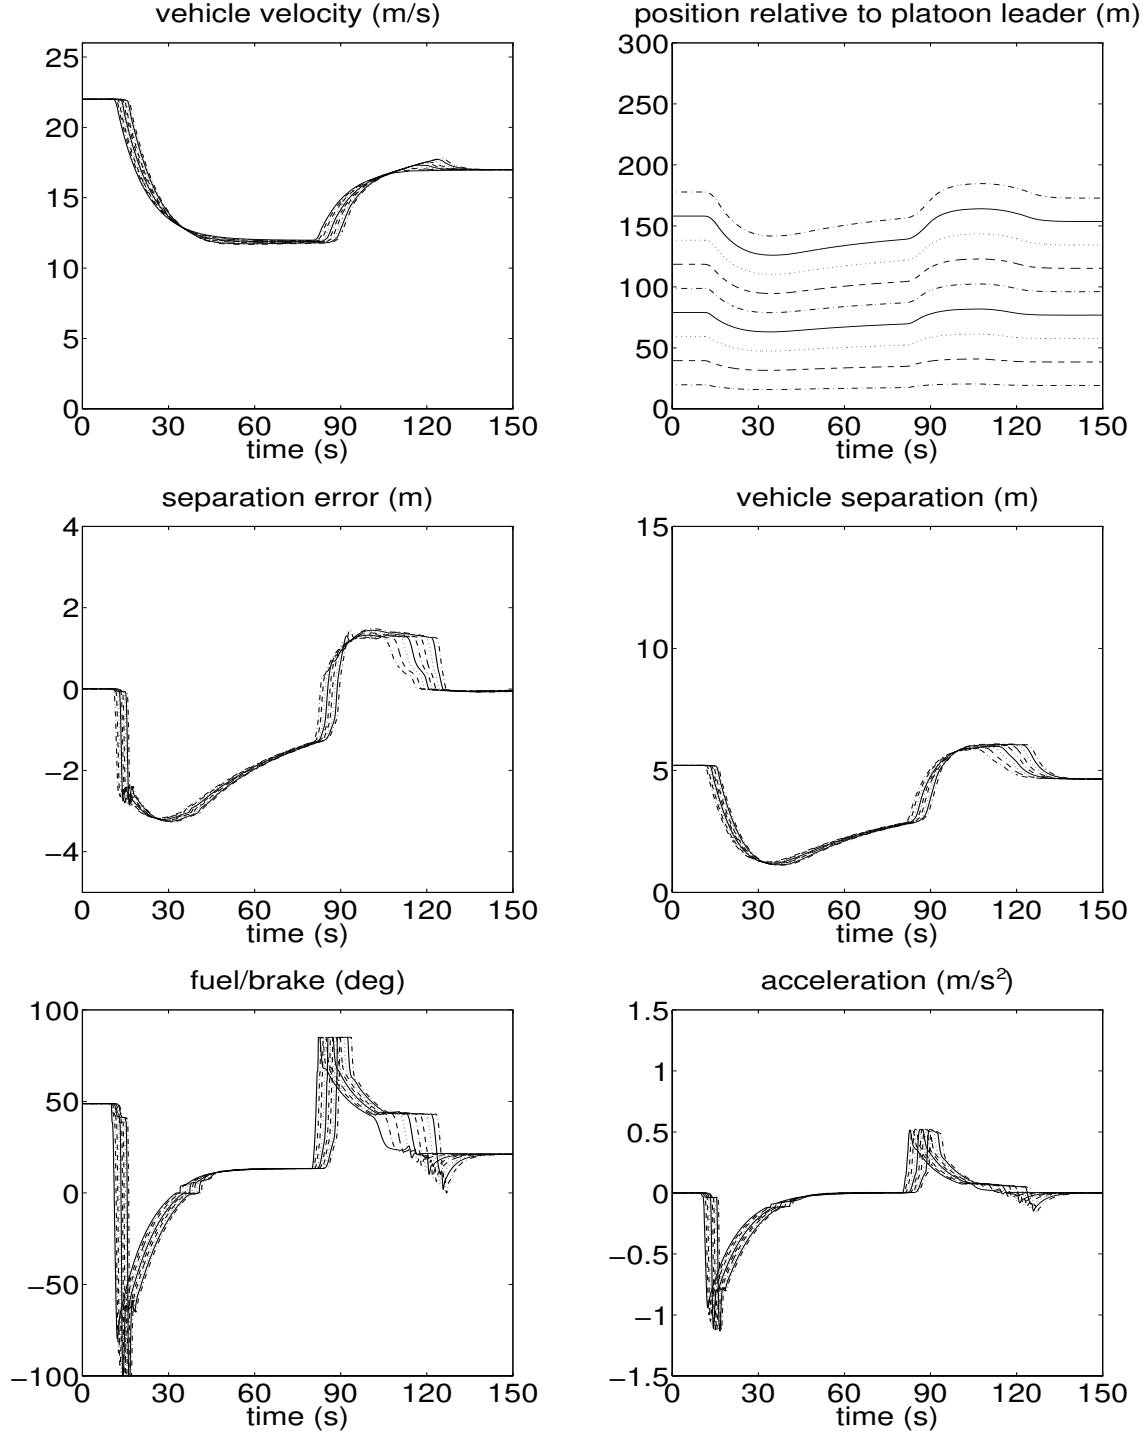 vehicle velocity (m/s)
25
20
15
10
5
0
0 30 60 90 120 150
time (s)
position relative to platoon leader (m)
300
250
200
150
100
50
0
0 30 60 90 120 150
time (s)
separation error (m)
4
2
0
−2
−4
0 30 60 90 120 150
time (s)
vehicle separation (m)
15
10
5
0
0 30 60 90 120 150
time (s)
fuel/brake (deg)
100
50
0
−50
−100
0 30 60 90 120 150
time (s)
acceleration (m/s²)
1.5
1
0.5
0
−0.5
−1
−1.5
0 30 60 90 120 150
time (s)